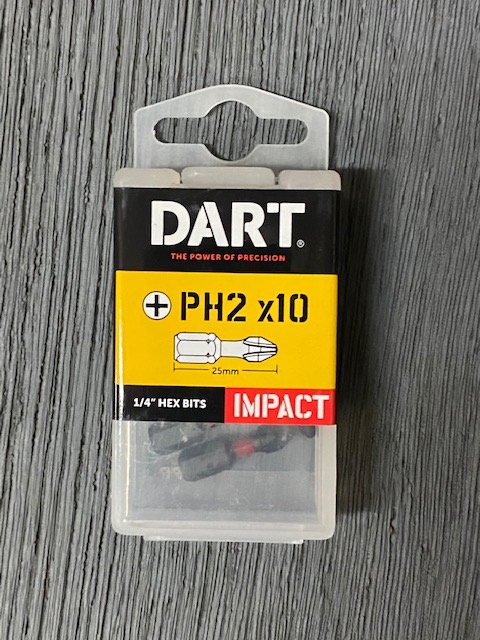 DART®
THE POWER OF PRECISION
PH2 x10
25mm
1/4" HEX BITS
IMPACT